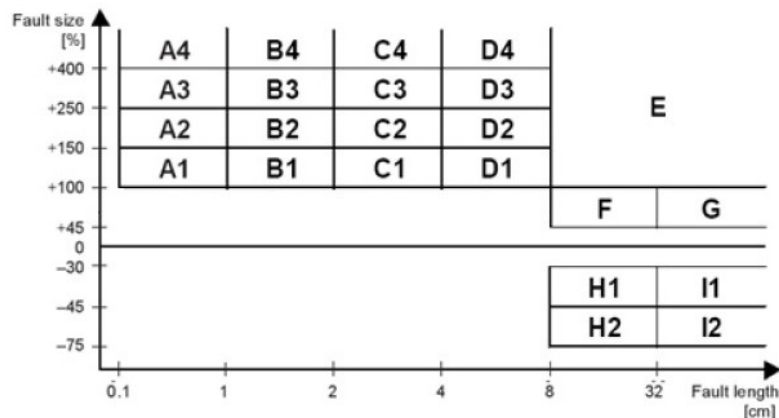 Fault size
[%]
A4 B4 C4 D4
+400
A3 B3 C3 D3
E
+250
A2 B2 C2 D2
+150
A1 B1 C1 D1
+100
F G
+45
0
–30
H1 I1
–45
H2 I2
–75
0.1 1 2 4 8 32 Fault length
[cm]